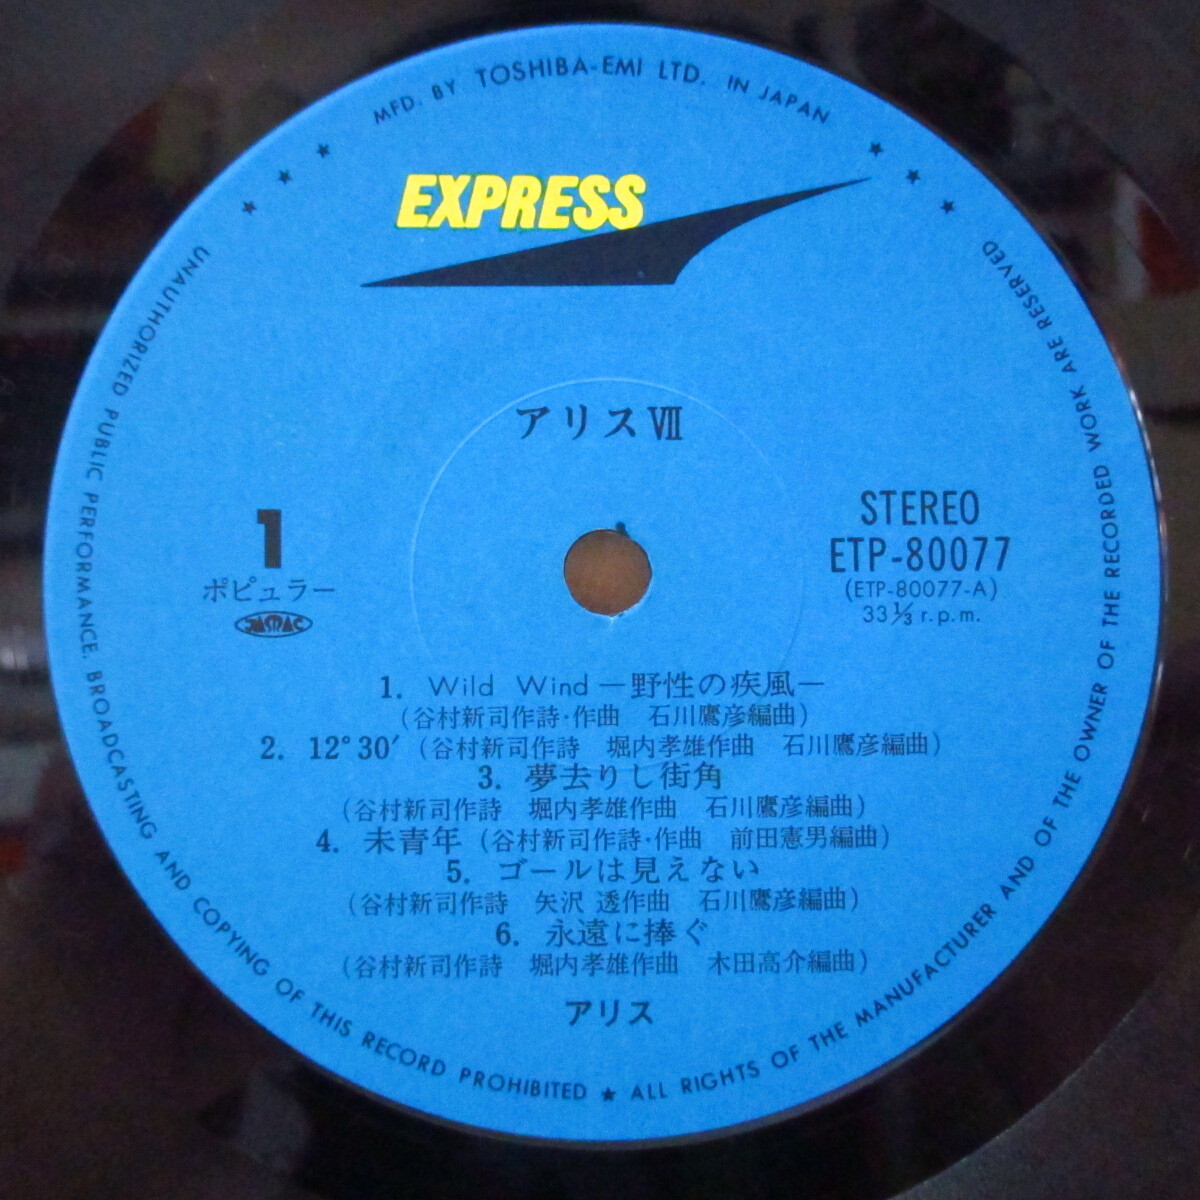 MFD. BY TOSHIBA-EMI LTD. IN JAPAN
EXPRESS
アリスⅦ
1
ポピュラー
JASRAC
STEREO
ETP-80077
(ETP-80077-A)
33 1/3 r.p.m.
1. Wild Wind ―野性の疾風―
(谷村新司作詩・作曲 石川鷹彦編曲)
2. 12°30′ (谷村新司作詩 堀内孝雄作曲 石川鷹彦編曲)
3. 夢去りし街角
(谷村新司作詩 堀内孝雄作曲 石川鷹彦編曲)
4. 未青年 (谷村新司作詩・作曲 前田憲男編曲)
5. ゴールは見えない
(谷村新司作詩 矢沢 透作曲 石川鷹彦編曲)
6. 永遠に捧ぐ
(谷村新司作詩 堀内孝雄作曲 木田高介編曲)
アリス
UNAUTHORIZED PUBLIC PERFORMANCE. BROADCASTING AND COPYING OF THIS RECORD PROHIBITED ★ ALL RIGHTS OF THE MANUFACTURER AND OF THE OWNER OF THE RECORDED WORK ARE RESERVED